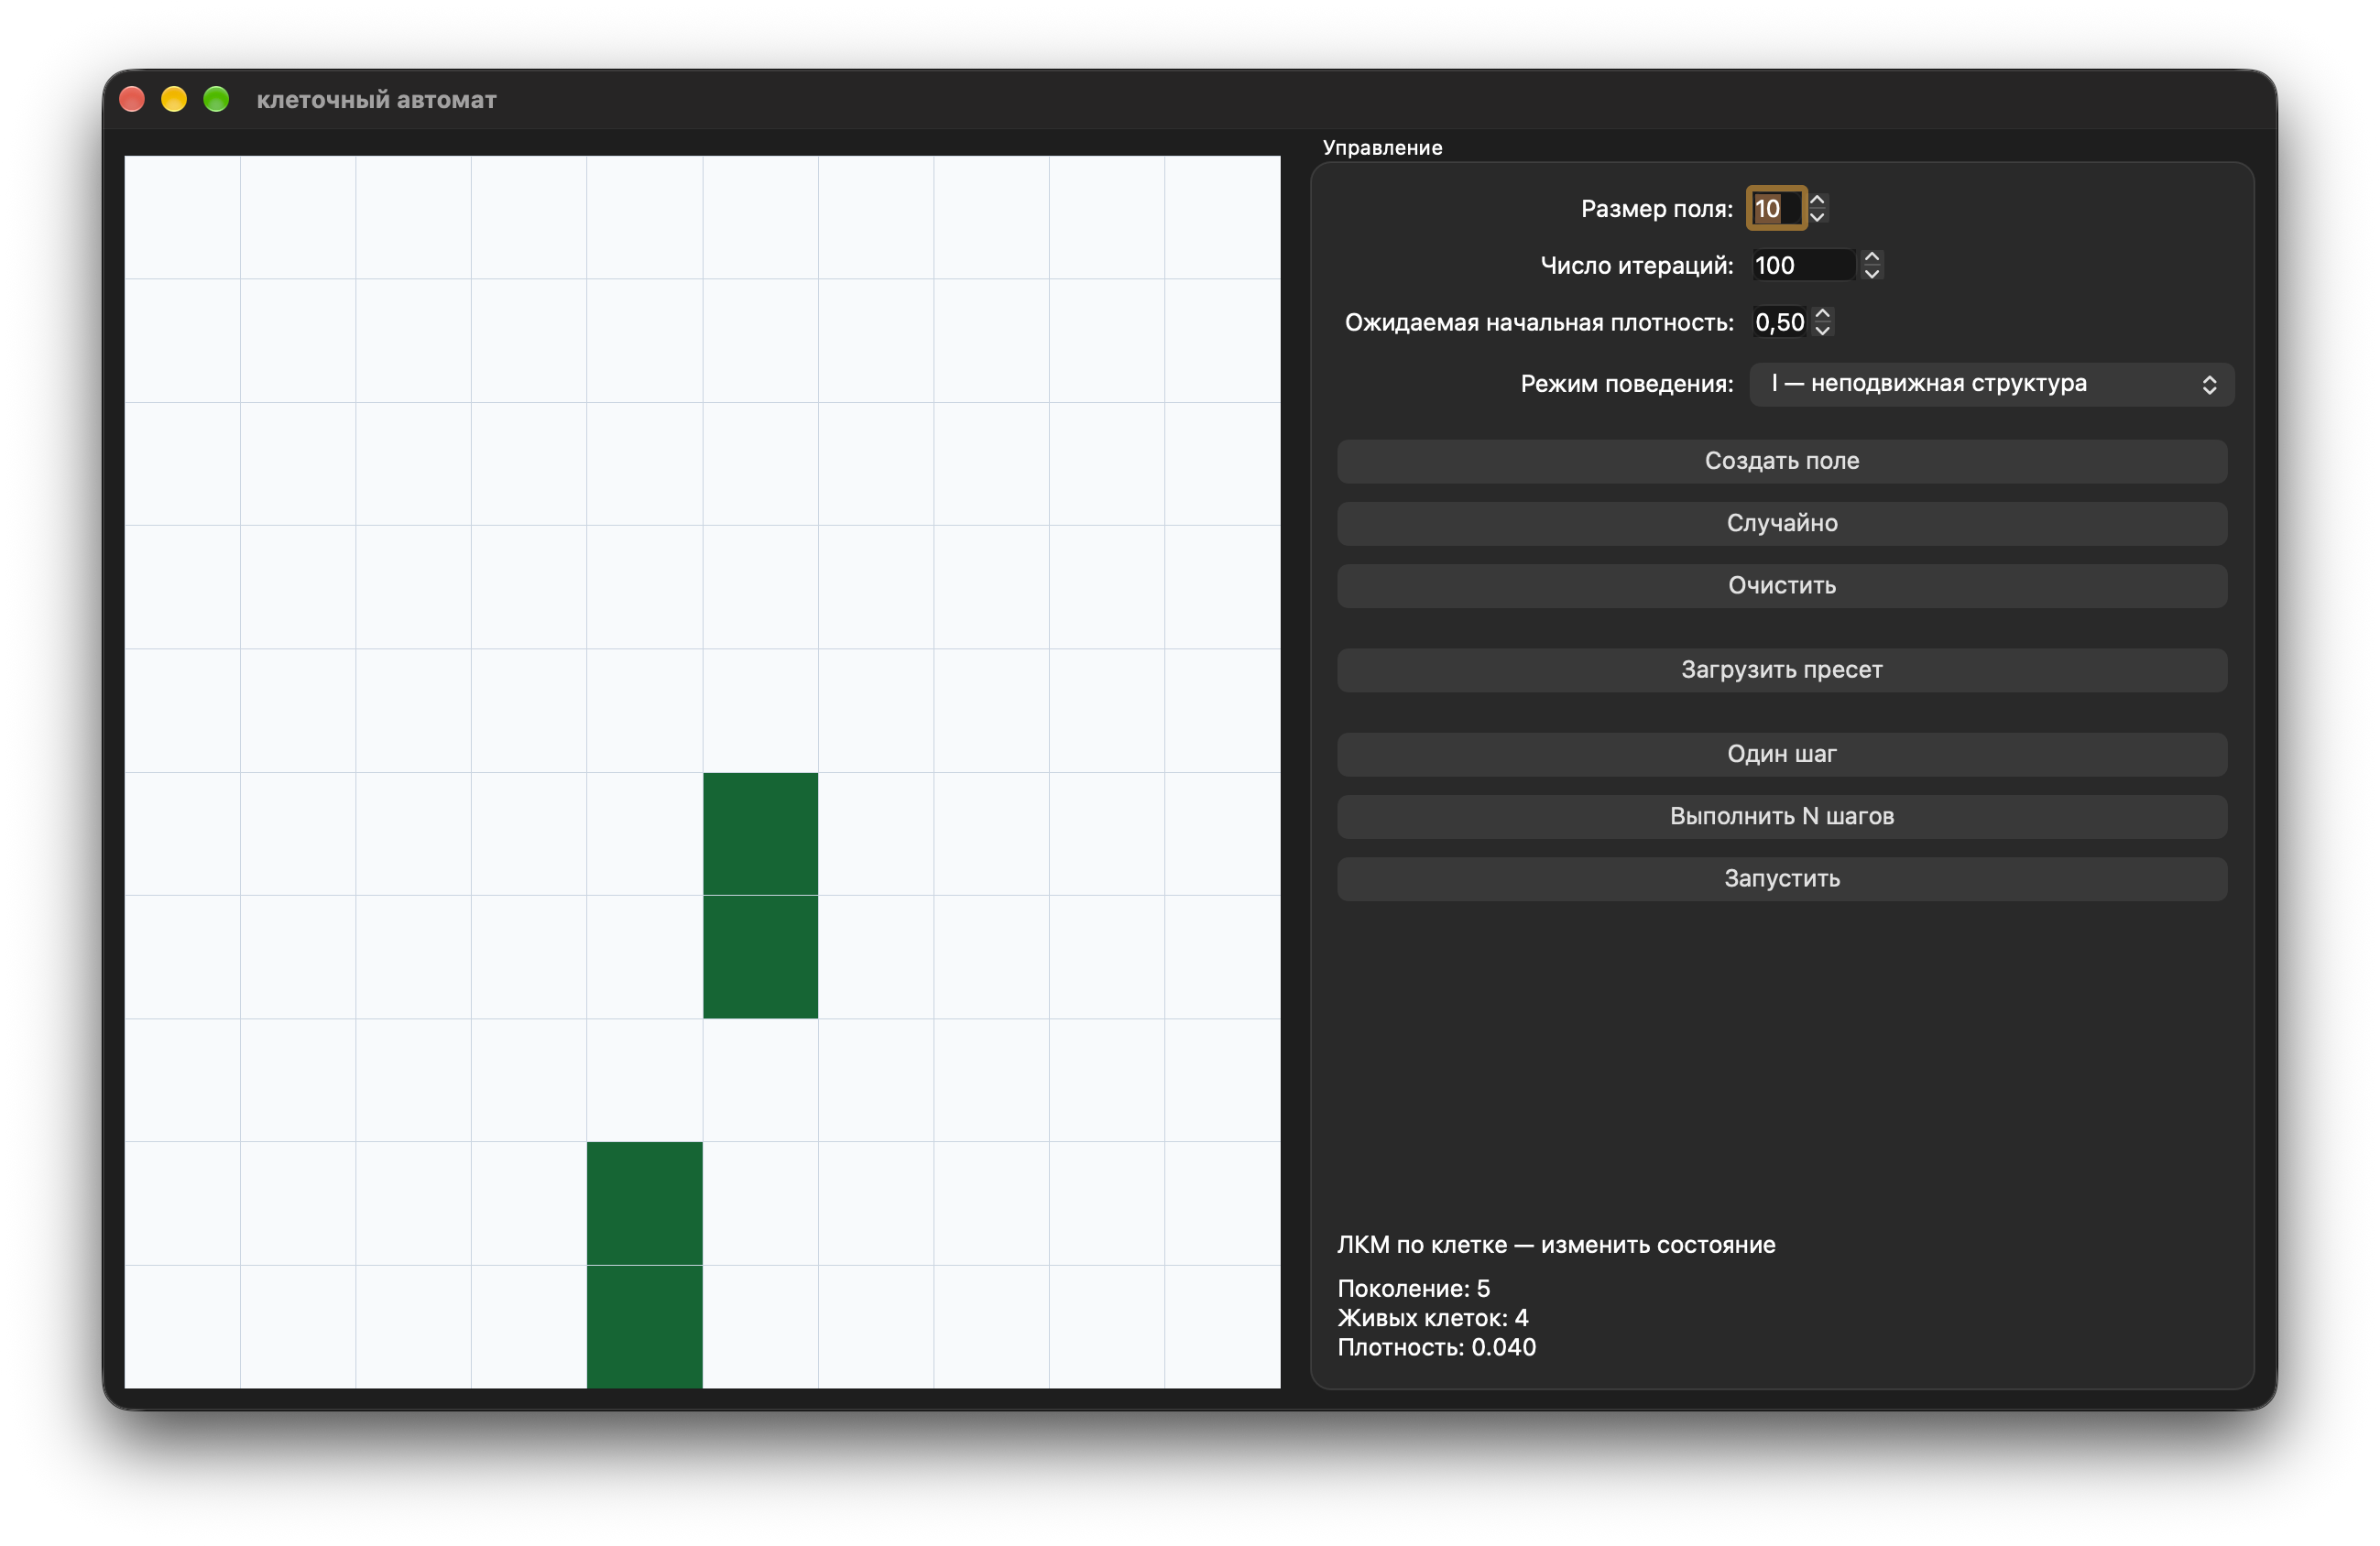 клеточный автомат
Управление
Размер поля: 10
Число итераций: 100
Ожидаемая начальная плотность: 0,50
Режим поведения: I — неподвижная структура
Создать поле
Случайно
Очистить
Загрузить пресет
Один шаг
Выполнить N шагов
Запустить
ЛКМ по клетке — изменить состояние
Поколение: 5
Живых клеток: 4
Плотность: 0.040